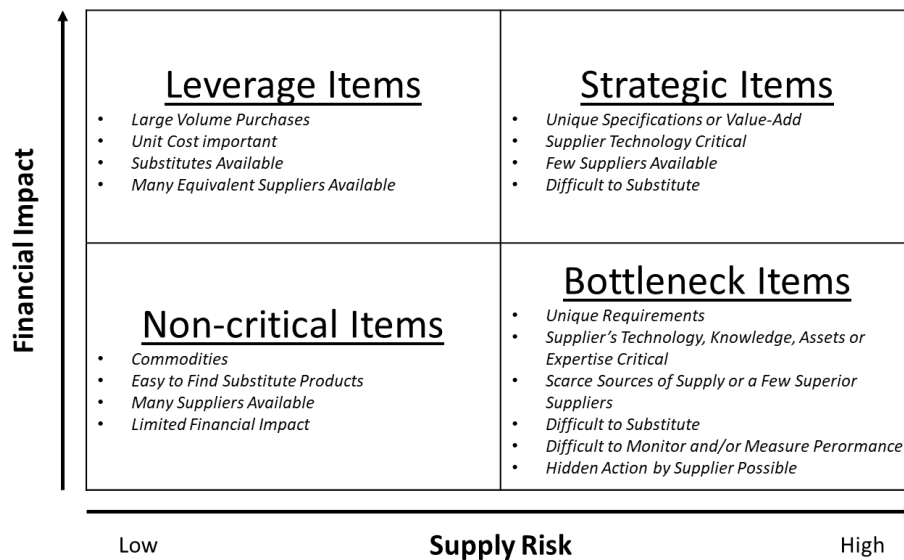 Financial Impact
Leverage Items
• Large Volume Purchases
• Unit Cost important
• Substitutes Available
• Many Equivalent Suppliers Available
Strategic Items
• Unique Specifications or Value-Add
• Supplier Technology Critical
• Few Suppliers Available
• Difficult to Substitute
Non-critical Items
• Commodities
• Easy to Find Substitute Products
• Many Suppliers Available
• Limited Financial Impact
Bottleneck Items
• Unique Requirements
• Supplier's Technology, Knowledge, Assets or
Expertise Critical
• Scarce Sources of Supply or a Few Superior
Suppliers
• Difficult to Substitute
• Difficult to Monitor and/or Measure Perormance
• Hidden Action by Supplier Possible
Low Supply Risk High